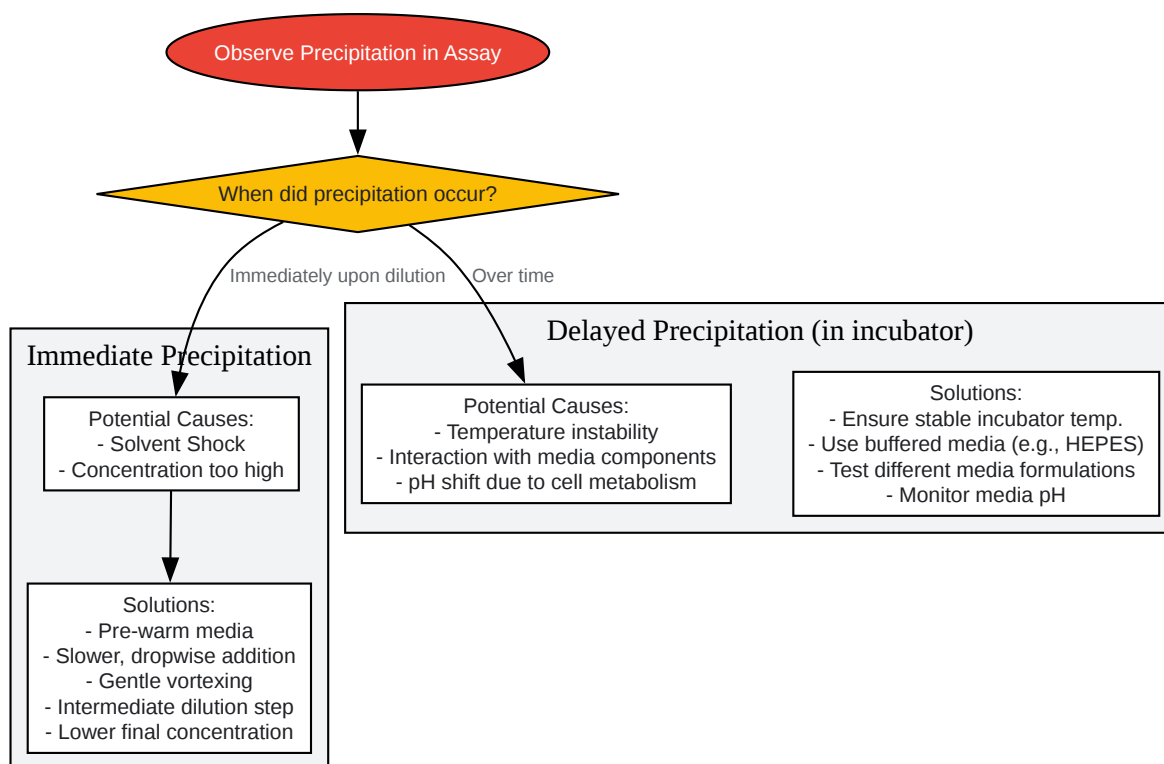 Observe Precipitation in Assay
When did precipitation occur?
Immediately upon dilution
Over time
Immediate Precipitation
Potential Causes:
- Solvent Shock
- Concentration too high
Solutions:
- Pre-warm media
- Slower, dropwise addition
- Gentle vortexing
- Intermediate dilution step
- Lower final concentration
Delayed Precipitation (in incubator)
Potential Causes:
- Temperature instability
- Interaction with media components
- pH shift due to cell metabolism
Solutions:
- Ensure stable incubator temp.
- Use buffered media (e.g., HEPES)
- Test different media formulations
- Monitor media pH